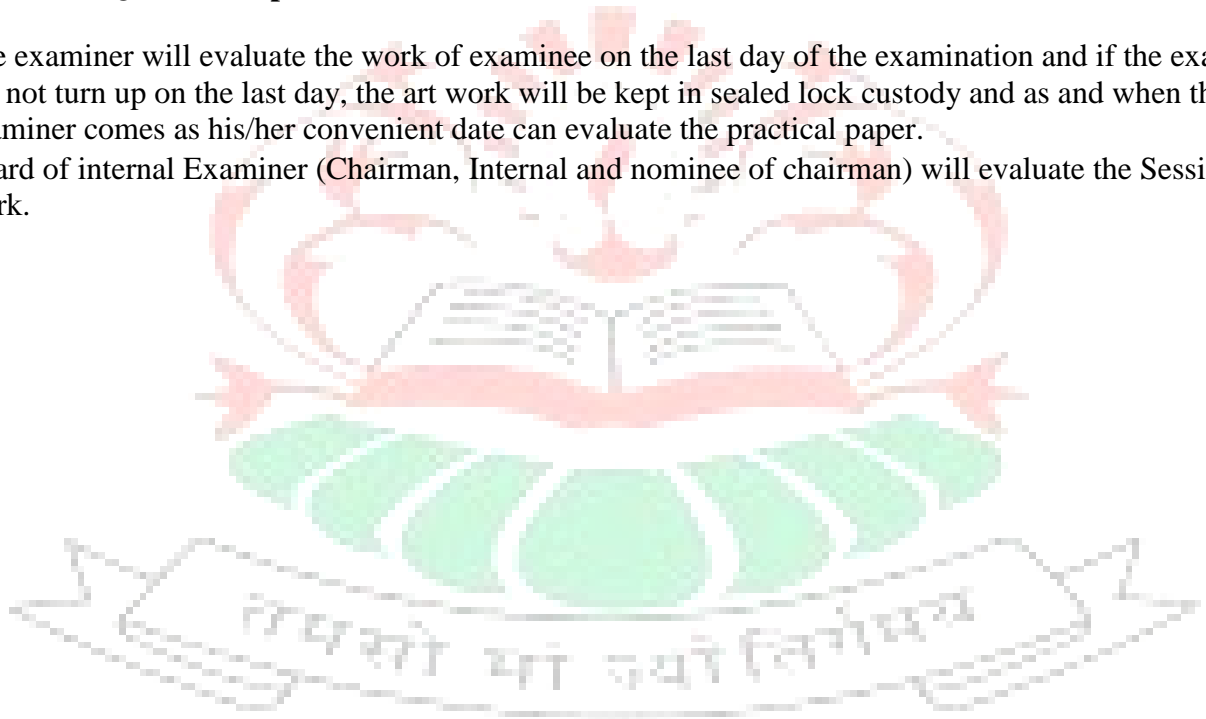 e examiner will evaluate the work of examinee on the last day of the examination and if the exa
not turn up on the last day, the art work will be kept in sealed lock custody and as and when th
aminer comes as his/her convenient date can evaluate the practical paper.
ard of internal Examiner (Chairman, Internal and nominee of chairman) will evaluate the Sessi
rk.
तमसो मा ज्योतिर्गमय